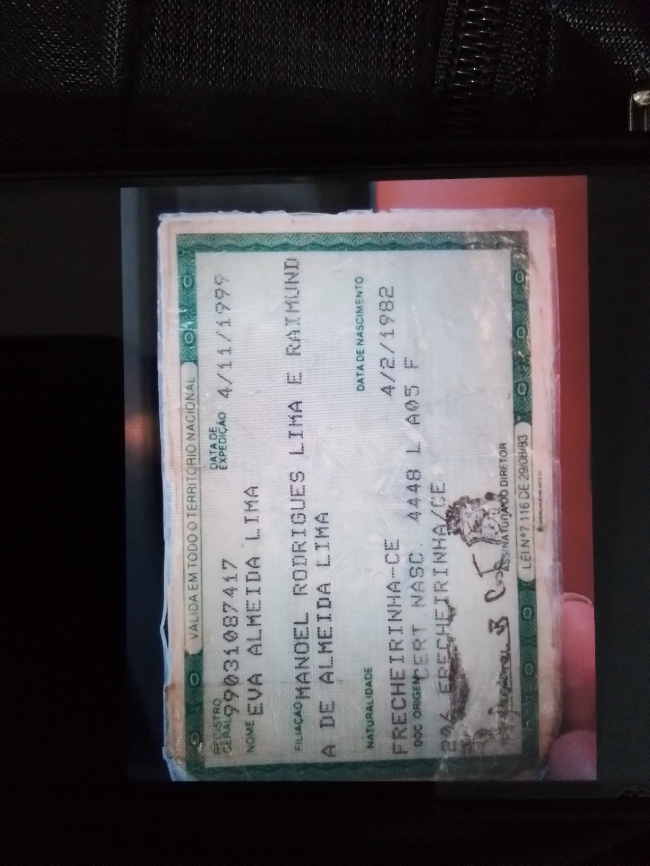 VÁLIDA EM TODO O TERRITÓRIO NACIONAL
REGISTRO GERAL 99031087417 DATA DE EXPEDIÇÃO 4/11/1999
NOME EVA ALMEIDA LIMA
FILIAÇÃO MANOEL RODRIGUES LIMA E RAIMUND
A DE ALMEIDA LIMA
NATURALIDADE DATA DE NASCIMENTO
FRECHEIRINHA-CE 4/2/1982
DOC ORIGEM CERT.NASC. 4448 L A05 F
206 FRECHEIRINHA/CE
ASSINATURA DO DIRETOR
LEI Nº 7.116 DE 29/08/83